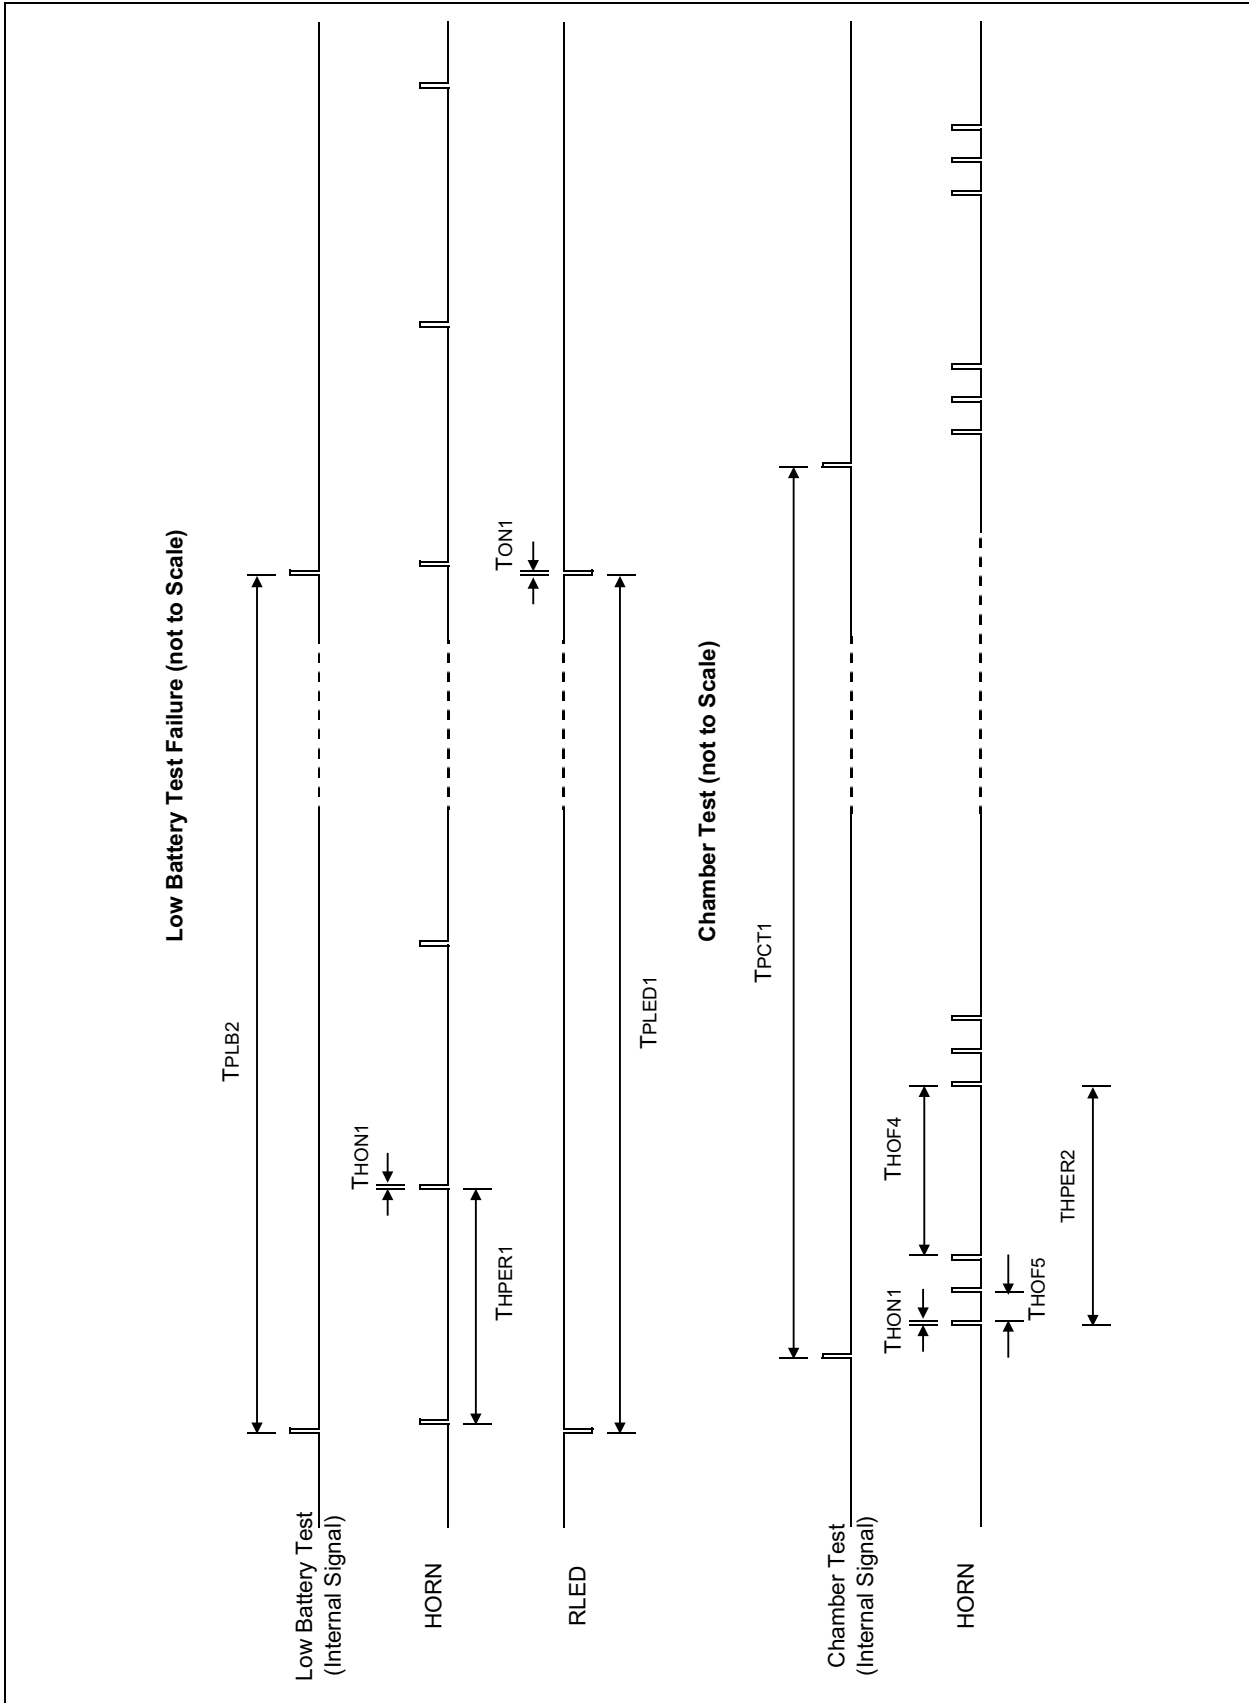 Low Battery Test Failure (not to Scale)
TPLB2
Low Battery Test
(Internal Signal)
THON1
THPER1
HORN
TON1
RLED
TPLED1
Chamber Test (not to Scale)
TPCT1
Chamber Test
(Internal Signal)
THON1
THOF4
HORN
THOF5
THPER2